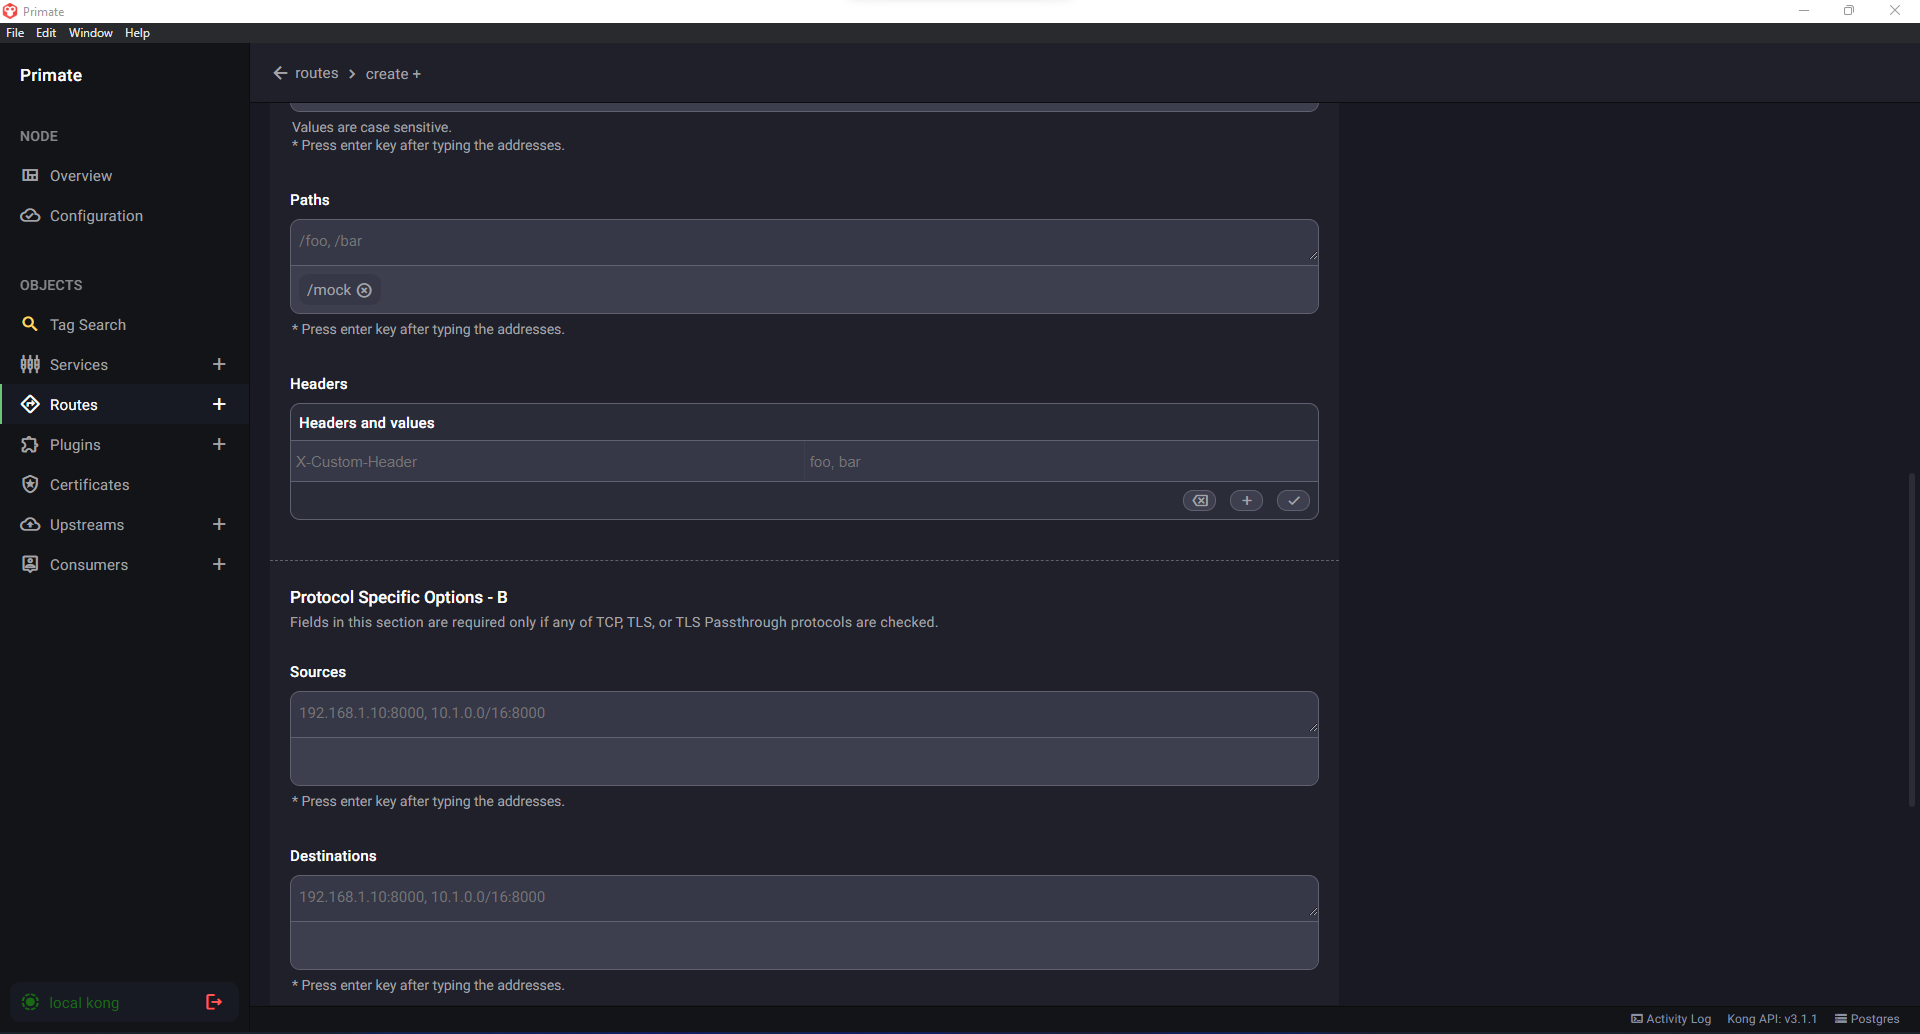 Primate
File Edit Window Help
Primate
routes > create +
NODE
Overview
Configuration
OBJECTS
Tag Search
Services +
Routes +
Plugins +
Certificates
Upstreams +
Consumers +
local kong
Values are case sensitive.
* Press enter key after typing the addresses.
Paths
/foo, /bar
/mock
* Press enter key after typing the addresses.
Headers
Headers and values
X-Custom-Header foo, bar
Protocol Specific Options - B
Fields in this section are required only if any of TCP, TLS, or TLS Passthrough protocols are checked.
Sources
192.168.1.10:8000, 10.1.0.0/16:8000
* Press enter key after typing the addresses.
Destinations
192.168.1.10:8000, 10.1.0.0/16:8000
* Press enter key after typing the addresses.
Activity Log Kong API: v3.1.1 Postgres